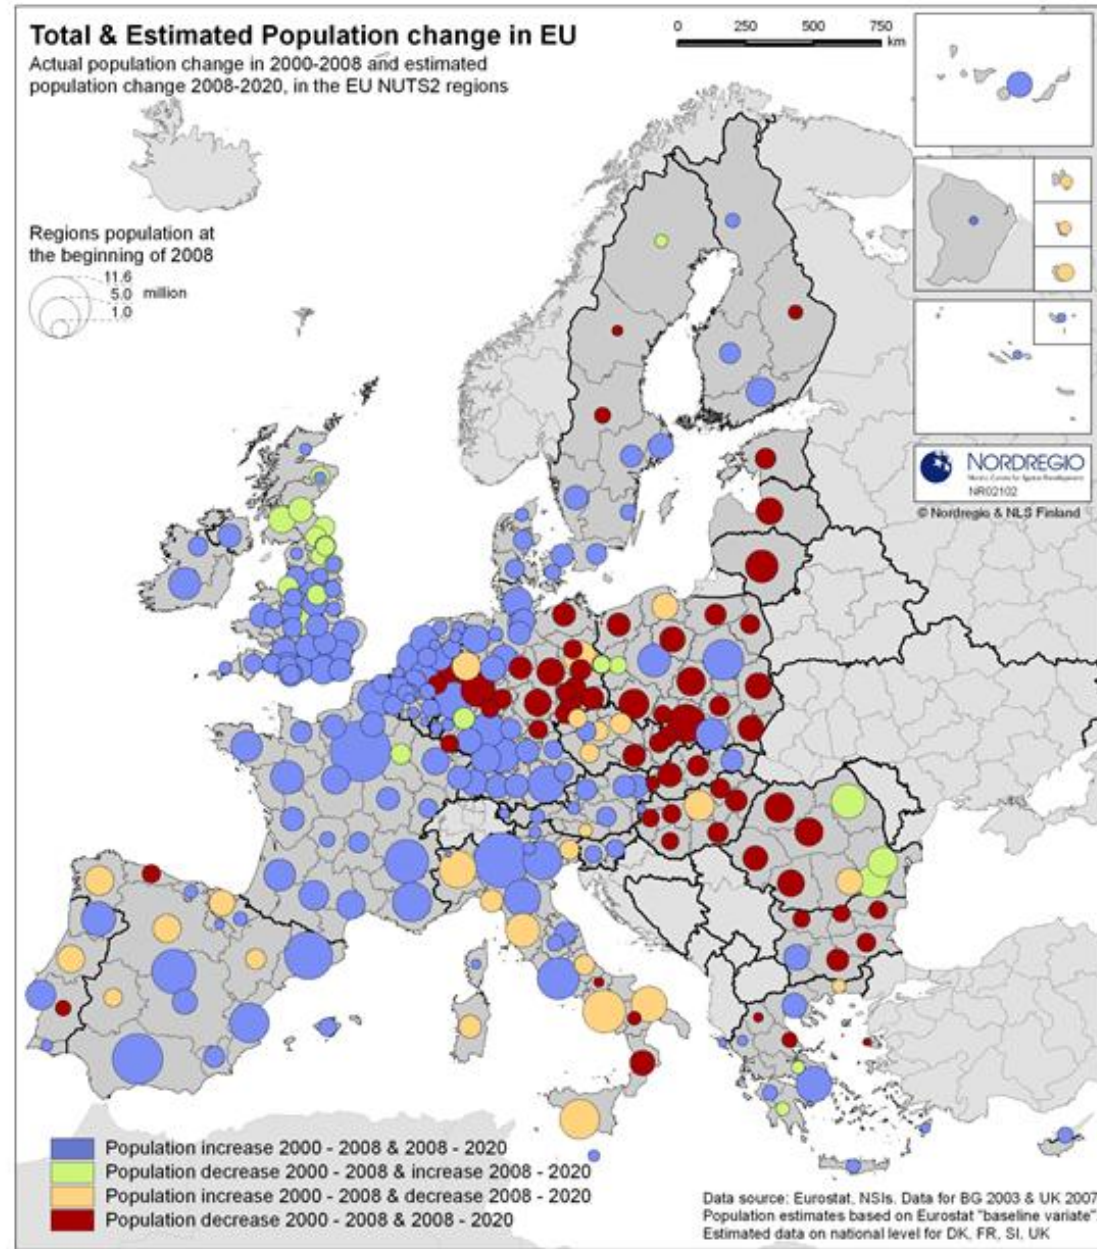 Total & Estimated Population change in EU
Actual population change in 2000-2008 and estimated
population change 2008-2020, in the EU NUTS2 regions
0 250 500 750
km
Regions population at
the beginning of 2008
11.6
5.0 million
1.0
NORDREGIO
NR02102
© Nordregio & NLS Finland
Population increase 2000 - 2008 & 2008 - 2020
Population decrease 2000 - 2008 & increase 2008 - 2020
Population increase 2000 - 2008 & decrease 2008 - 2020
Population decrease 2000 - 2008 & 2008 - 2020
Data source: Eurostat, NSIs. Data for BG 2003 & UK 2007
Population estimates based on Eurostat "baseline variate".
Estimated data on national level for DK, FR, SI, UK